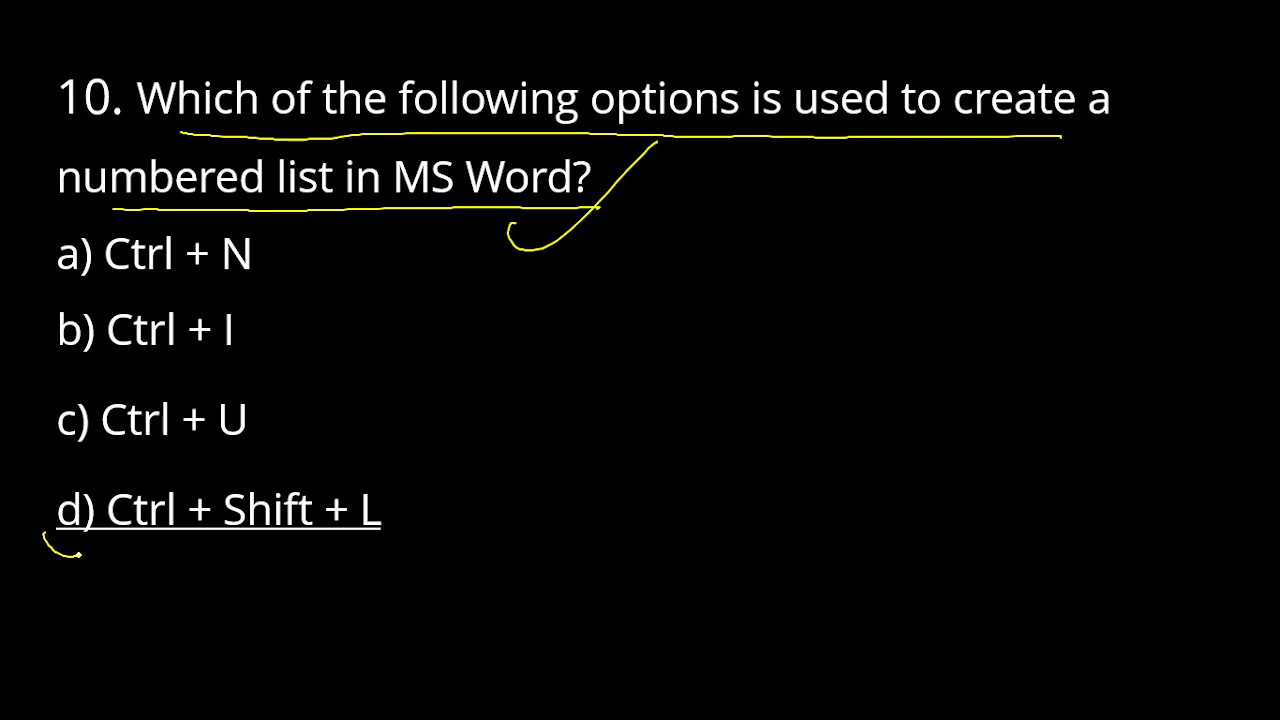 10. Which of the following options is used to create a
numbered list in MS Word?
a) Ctrl + N
b) Ctrl + I
c) Ctrl + U
d) Ctrl + Shift + L